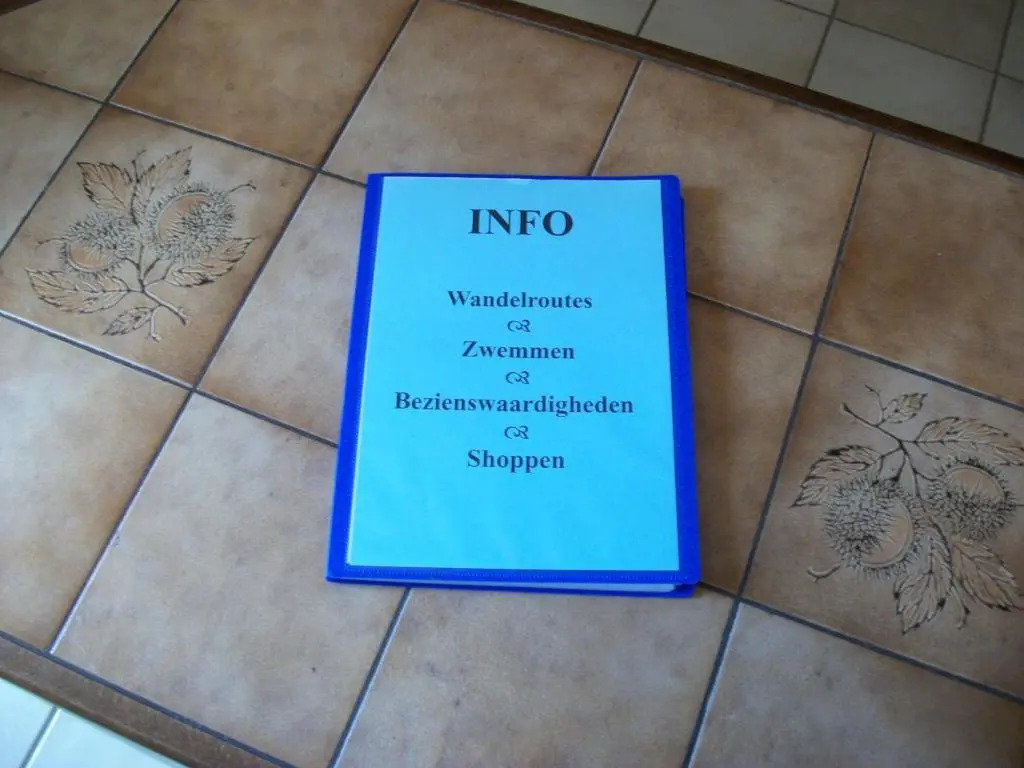 INFO
Wandelroutes
Zwemmen
Bezienswaardigheden
Shoppen